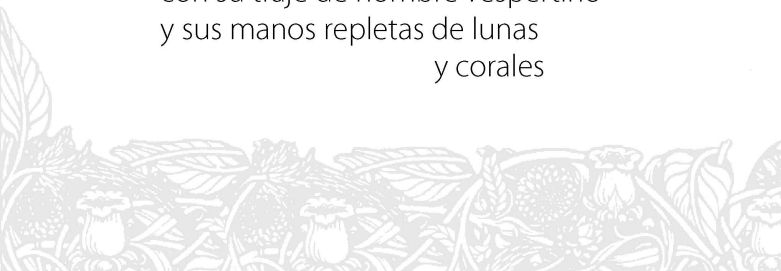 con su traje de hombre vespertino
y sus manos repletas de lunas
y corales